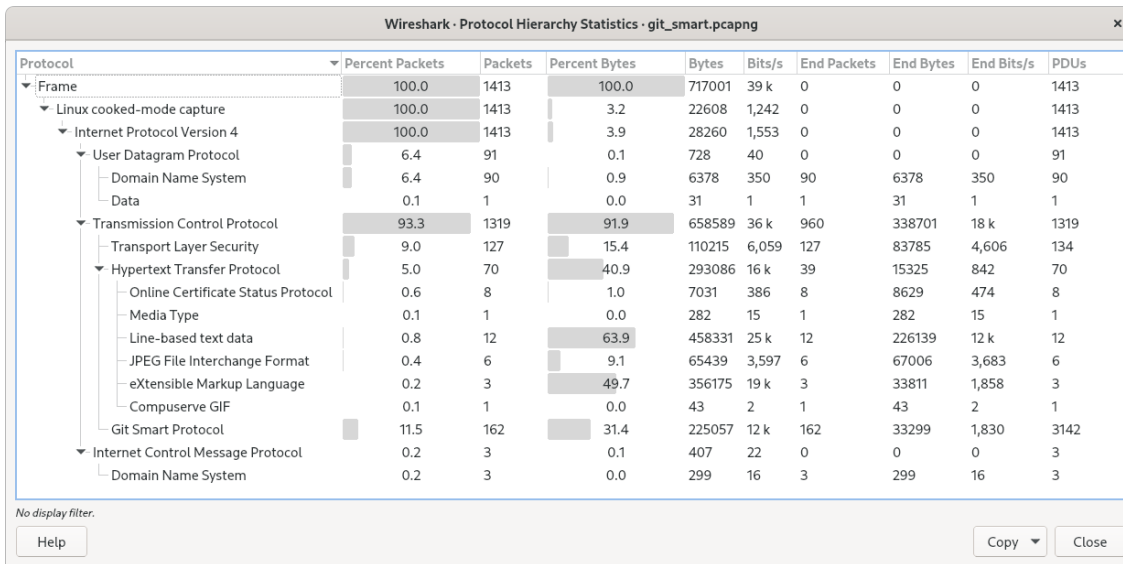 Wireshark · Protocol Hierarchy Statistics · git_smart.pcapng ×
Protocol Percent Packets Packets Percent Bytes Bytes Bits/s End Packets End Bytes End Bits/s PDUs
Frame 100.0 1413 100.0 717001 39 k 0 0 0 1413
Linux cooked-mode capture 100.0 1413 3.2 22608 1,242 0 0 0 1413
Internet Protocol Version 4 100.0 1413 3.9 28260 1,553 0 0 0 1413
User Datagram Protocol 6.4 91 0.1 728 40 0 0 0 91
Domain Name System 6.4 90 0.9 6378 350 90 6378 350 90
Data 0.1 1 0.0 31 1 1 31 1 1
Transmission Control Protocol 93.3 1319 91.9 658589 36 k 960 338701 18 k 1319
Transport Layer Security 9.0 127 15.4 110215 6,059 127 83785 4,606 134
Hypertext Transfer Protocol 5.0 70 40.9 293086 16 k 39 15325 842 70
Online Certificate Status Protocol 0.6 8 1.0 7031 386 8 8629 474 8
Media Type 0.1 1 0.0 282 15 1 282 15 1
Line-based text data 0.8 12 63.9 458331 25 k 12 226139 12 k 12
JPEG File Interchange Format 0.4 6 9.1 65439 3,597 6 67006 3,683 6
eXtensible Markup Language 0.2 3 49.7 356175 19 k 3 33811 1,858 3
Compuserve GIF 0.1 1 0.0 43 2 1 43 2 1
Git Smart Protocol 11.5 162 31.4 225057 12 k 162 33299 1,830 3142
Internet Control Message Protocol 0.2 3 0.1 407 22 0 0 0 3
Domain Name System 0.2 3 0.0 299 16 3 299 16 3
No display filter.
Help Copy Close